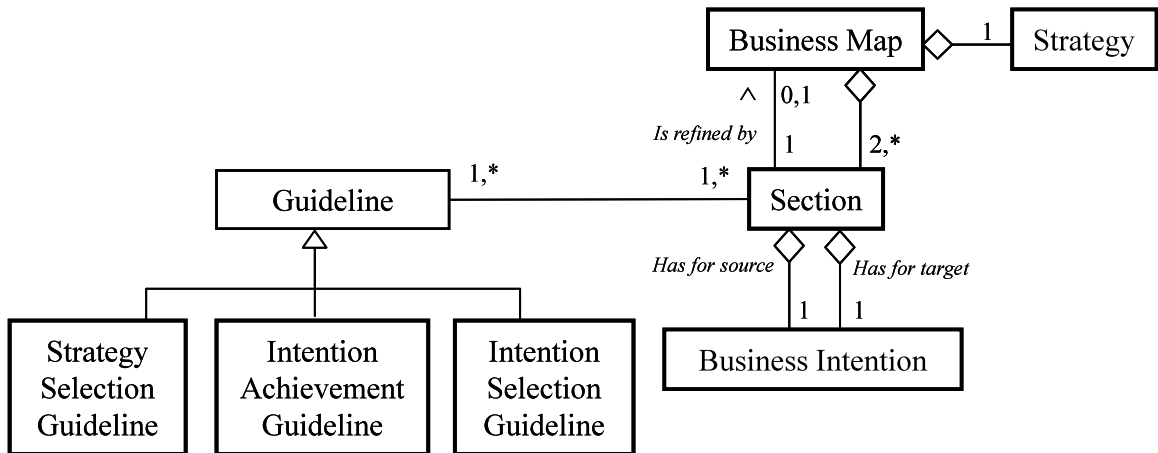 Business Map
1
Strategy
^
0,1
Is refined by
1
2,*
Guideline
1,*
1,*
Section
Has for source
Has for target
1
1
Strategy
Selection
Guideline
Intention
Achievement
Guideline
Intention
Selection
Guideline
Business Intention